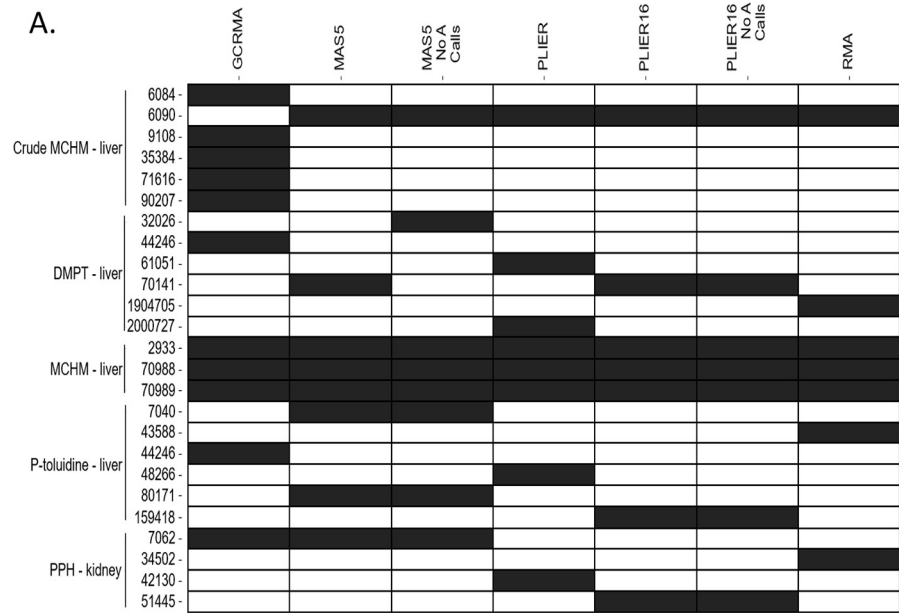 A.
GCRMA
MAS5
MAS5
No A
Calls
PLIER
PLIER16
PLIER16
No A
Calls
RMA
Crude MCHM - liver
6084 -
6090 -
9108 -
35384 -
71616 -
90207 -
DMPT - liver
32026 -
44246 -
61051 -
70141 -
1904705 -
2000727 -
MCHM - liver
2933 -
70988 -
70989 -
P-toluidine - liver
7040 -
43588 -
44246 -
48266 -
80171 -
159418 -
PPH - kidney
7062 -
34502 -
42130 -
51445 -